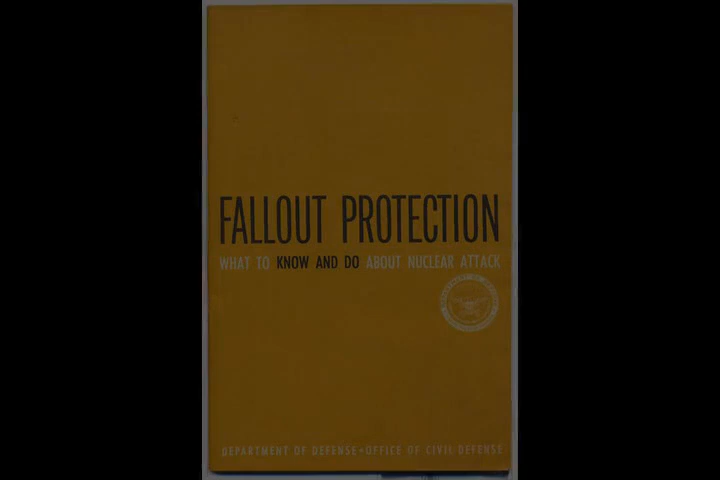 FALLOUT PROTECTION
WHAT TO KNOW AND DO ABOUT NUCLEAR ATTACK
DEPARTMENT OF DEFENSE • OFFICE OF CIVIL DEFENSE